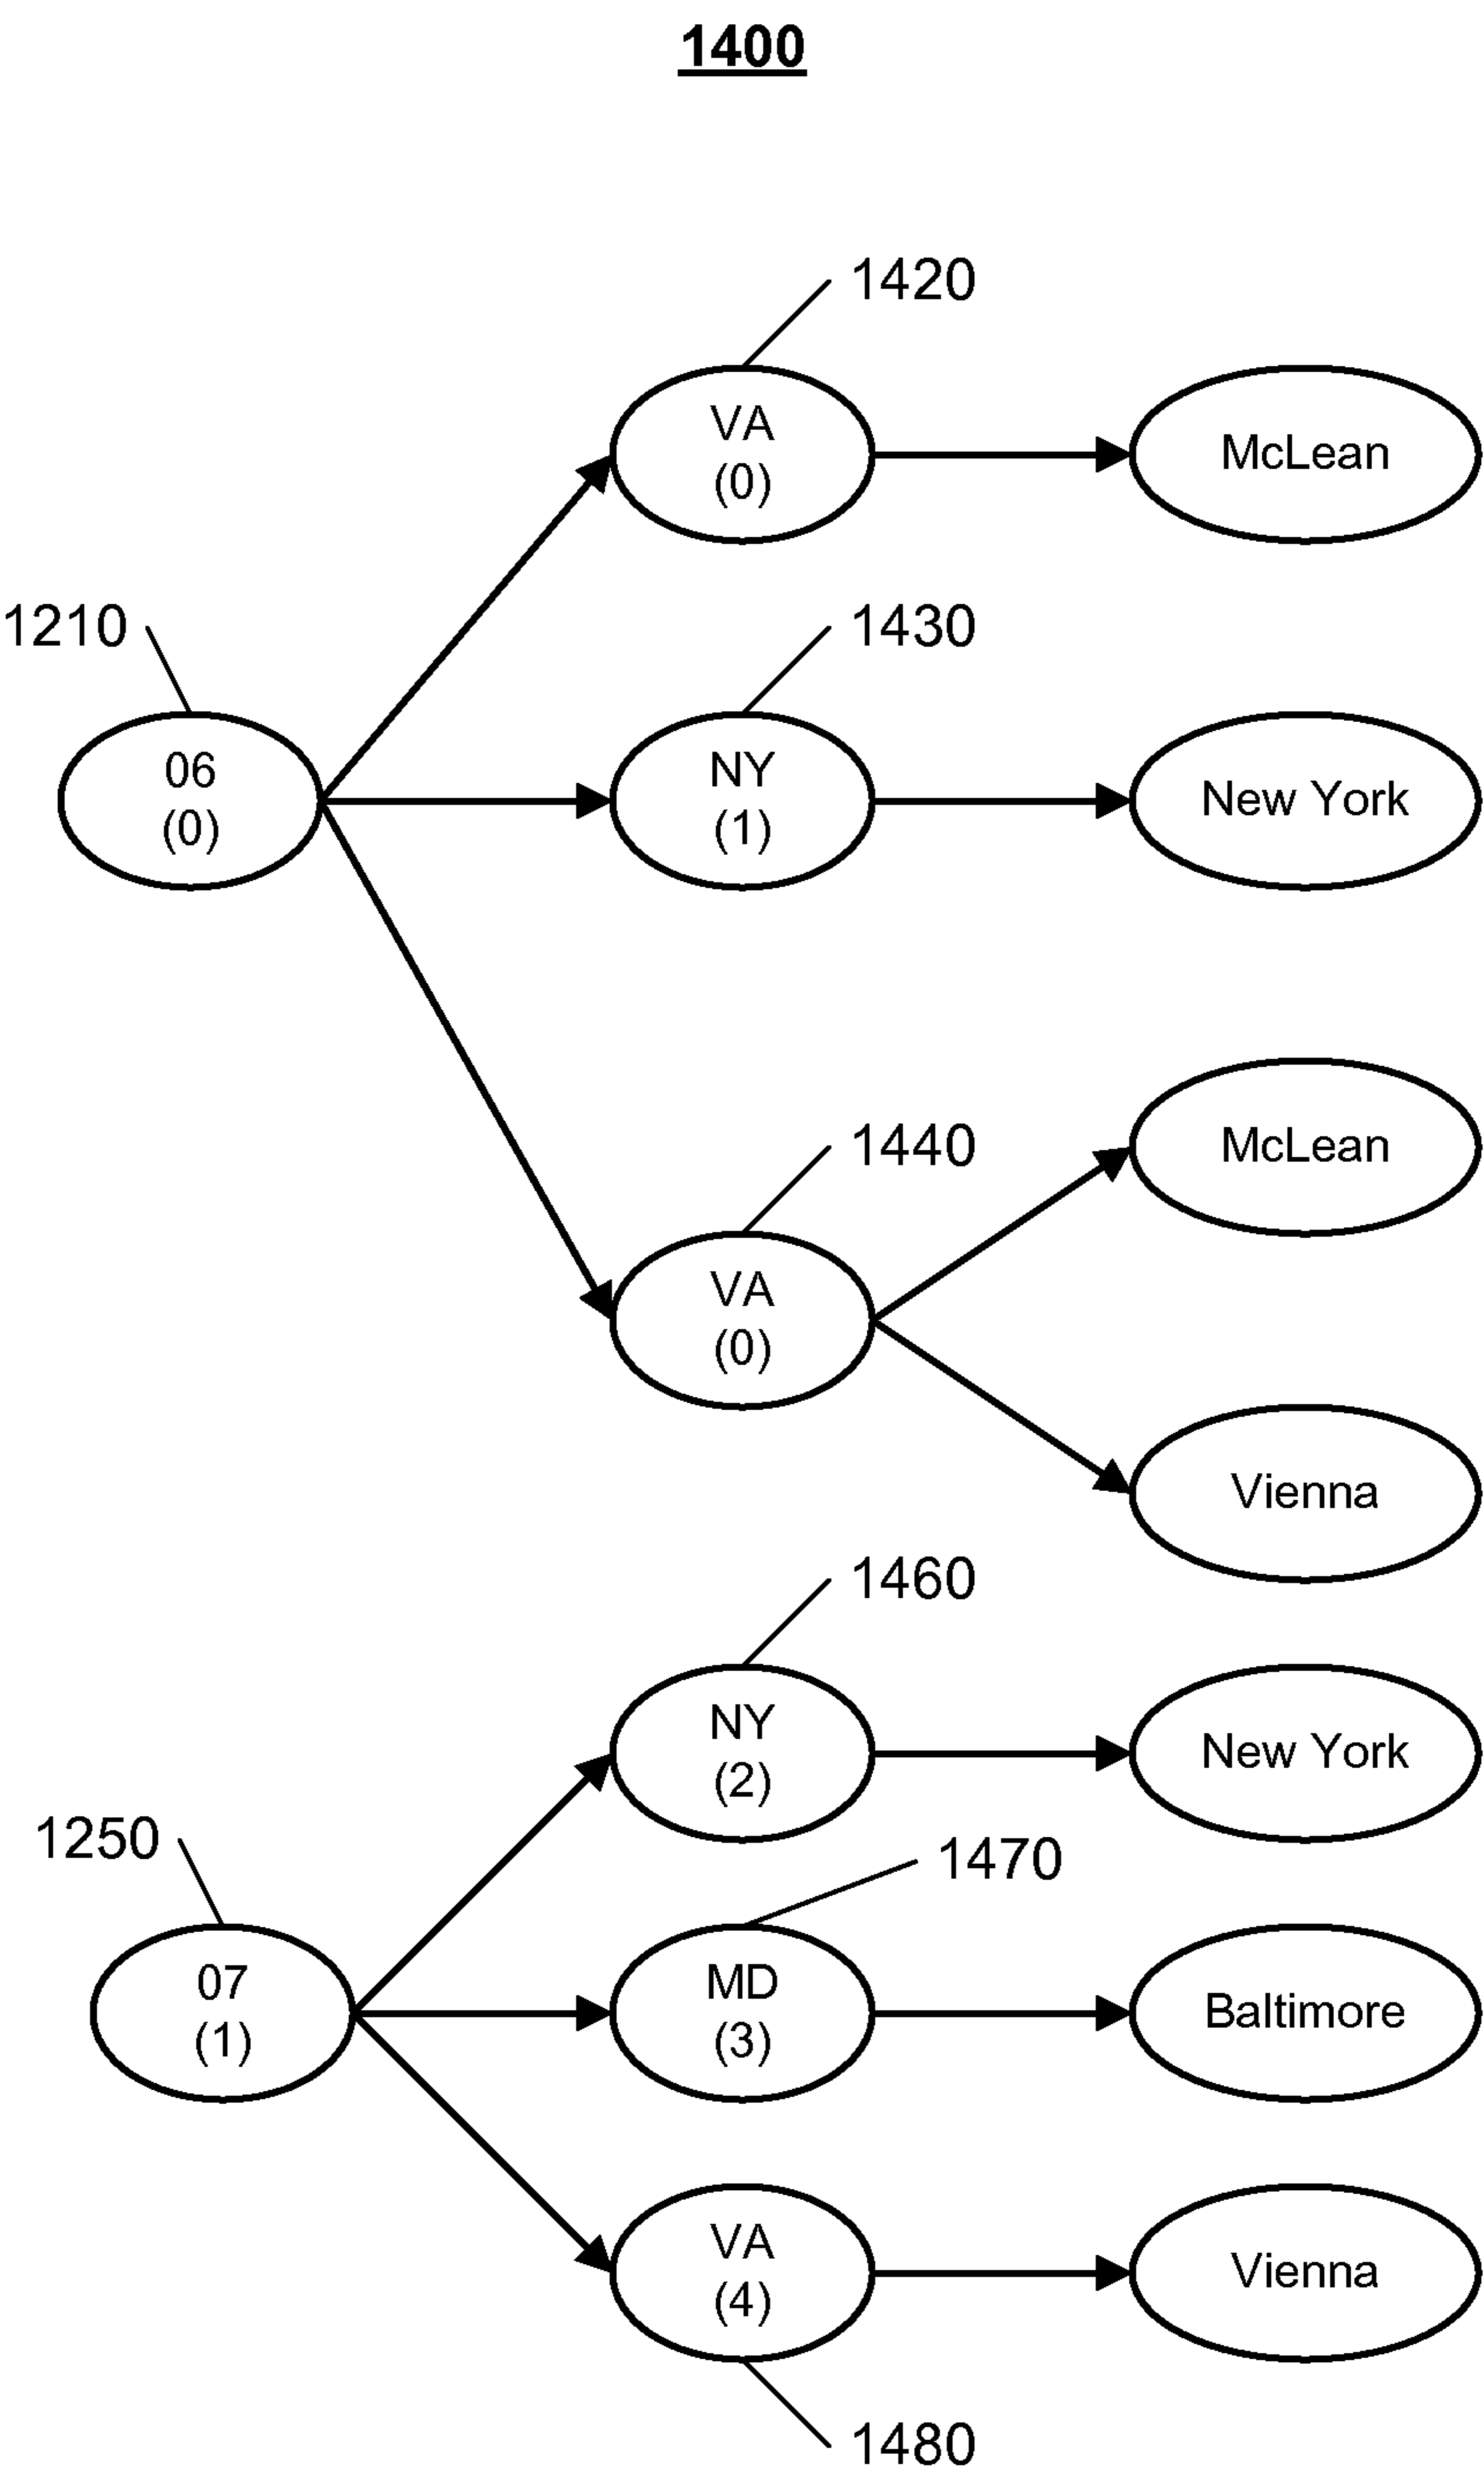 1400
1420
VA
(0)
McLean
1210
1430
06
(0)
NY
(1)
New York
1440
McLean
VA
(0)
Vienna
1460
NY
(2)
New York
1250
1470
07
(1)
MD
(3)
Baltimore
VA
(4)
Vienna
1480